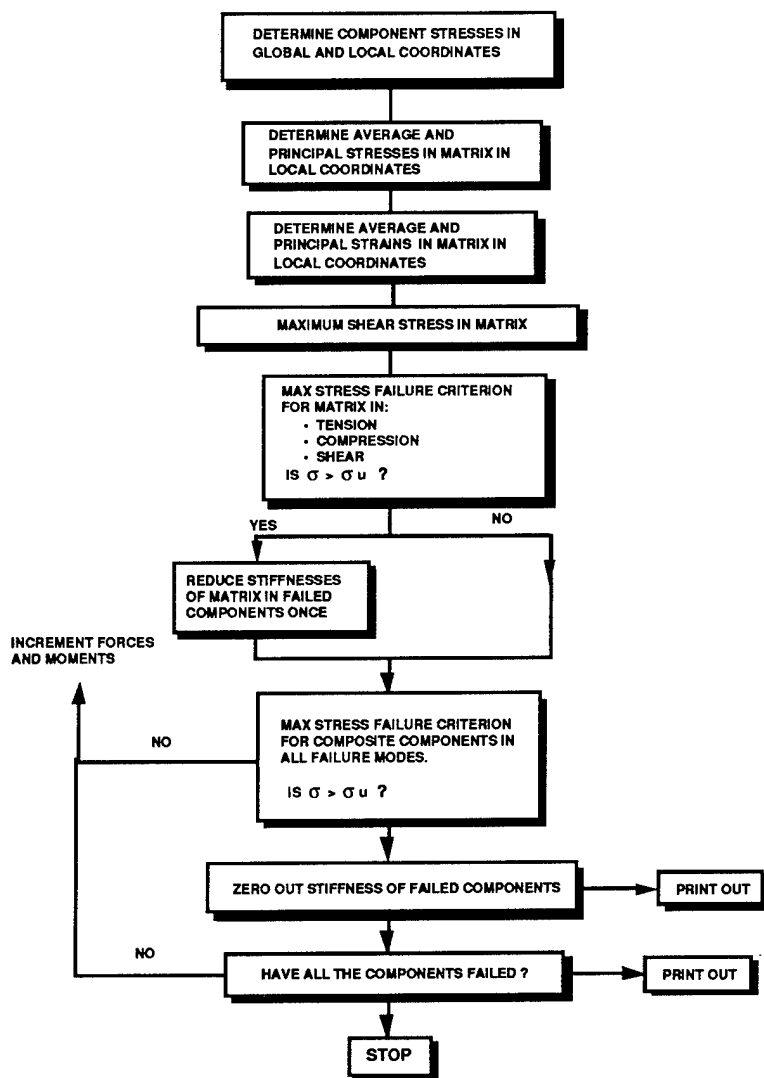 DETERMINE COMPONENT STRESSES IN
GLOBAL AND LOCAL COORDINATES
DETERMINE AVERAGE AND
PRINCIPAL STRESSES IN MATRIX IN
LOCAL COORDINATES
DETERMINE AVERAGE AND
PRINCIPAL STRAINS IN MATRIX IN
LOCAL COORDINATES
MAXIMUM SHEAR STRESS IN MATRIX
MAX STRESS FAILURE CRITERION
FOR MATRIX IN:
• TENSION
• COMPRESSION
• SHEAR
IS σ > σ u ?
YES
NO
REDUCE STIFFNESSES
OF MATRIX IN FAILED
COMPONENTS ONCE
INCREMENT FORCES
AND MOMENTS
NO
MAX STRESS FAILURE CRITERION
FOR COMPOSITE COMPONENTS IN
ALL FAILURE MODES.
IS σ > σ u ?
ZERO OUT STIFFNESS OF FAILED COMPONENTS
PRINT OUT
NO
HAVE ALL THE COMPONENTS FAILED ?
PRINT OUT
STOP